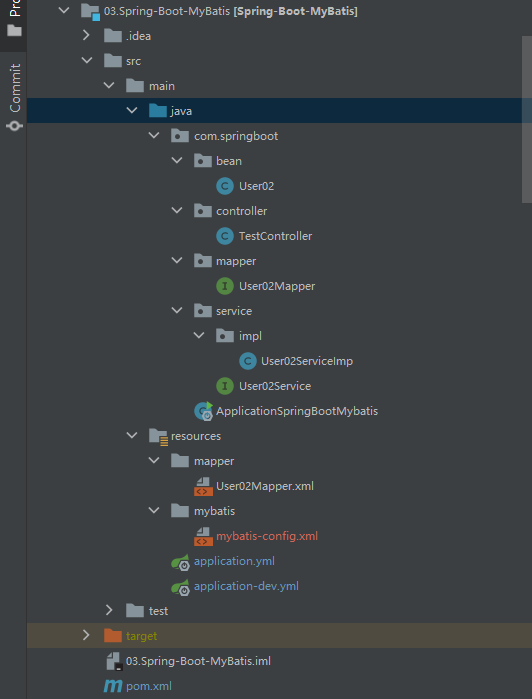 Pro
03.Spring-Boot-MyBatis [Spring-Boot-MyBatis]
.idea
src
Commit
main
java
com.springboot
bean
User02
controller
TestController
mapper
User02Mapper
service
impl
User02ServiceImp
User02Service
ApplicationSpringBootMybatis
resources
mapper
User02Mapper.xml
mybatis
mybatis-config.xml
application.yml
application-dev.yml
test
target
03.Spring-Boot-MyBatis.iml
pom.xml